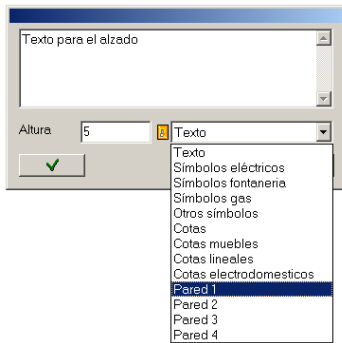 Texto para el alzado
Altura 5 Texto
Texto
Símbolos eléctricos
Símbolos fontaneria
Símbolos gas
Otros símbolos
Cotas
Cotas muebles
Cotas lineales
Cotas electrodomesticos
Pared 1
Pared 2
Pared 3
Pared 4